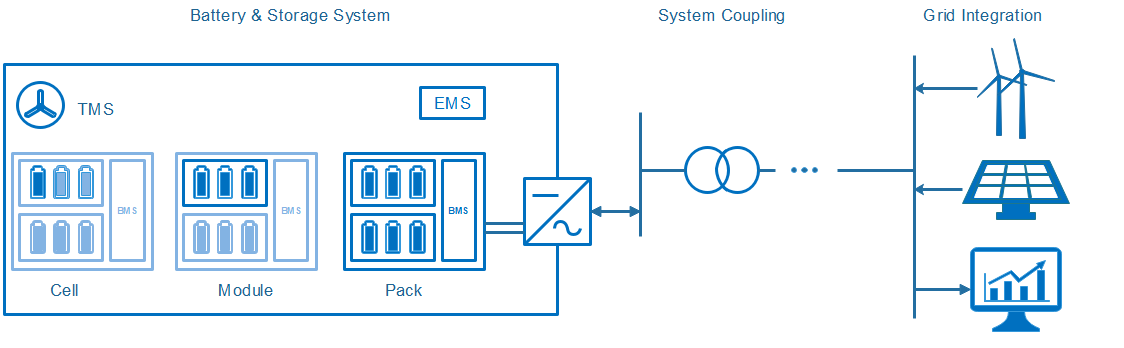 Battery & Storage System
System Coupling
Grid Integration
TMS
EMS
BMS
BMS
BMS
Cell
Module
Pack